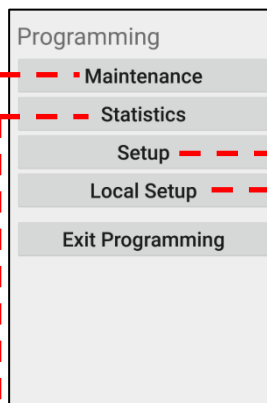 Programming
Maintenance
Statistics
Setup
Local Setup
Exit Programming